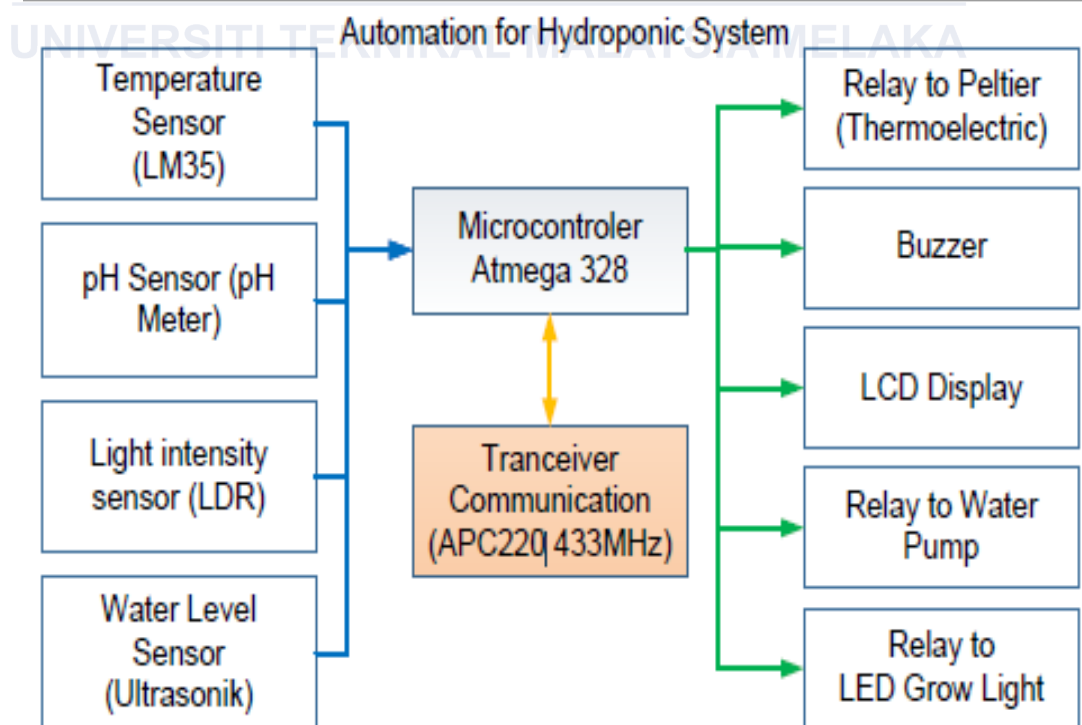 Automation for Hydroponic System
UNIVERSITI TEKNIKAL MALAYSIA MELAKA
Temperature
Sensor
(LM35)
pH Sensor (pH
Meter)
Light intensity
sensor (LDR)
Water Level
Sensor
(Ultrasonik)
Microcontroler
Atmega 328
Tranceiver
Communication
(APC220| 433MHz)
Relay to Peltier
(Thermoelectric)
Buzzer
LCD Display
Relay to Water
Pump
Relay to
LED Grow Light